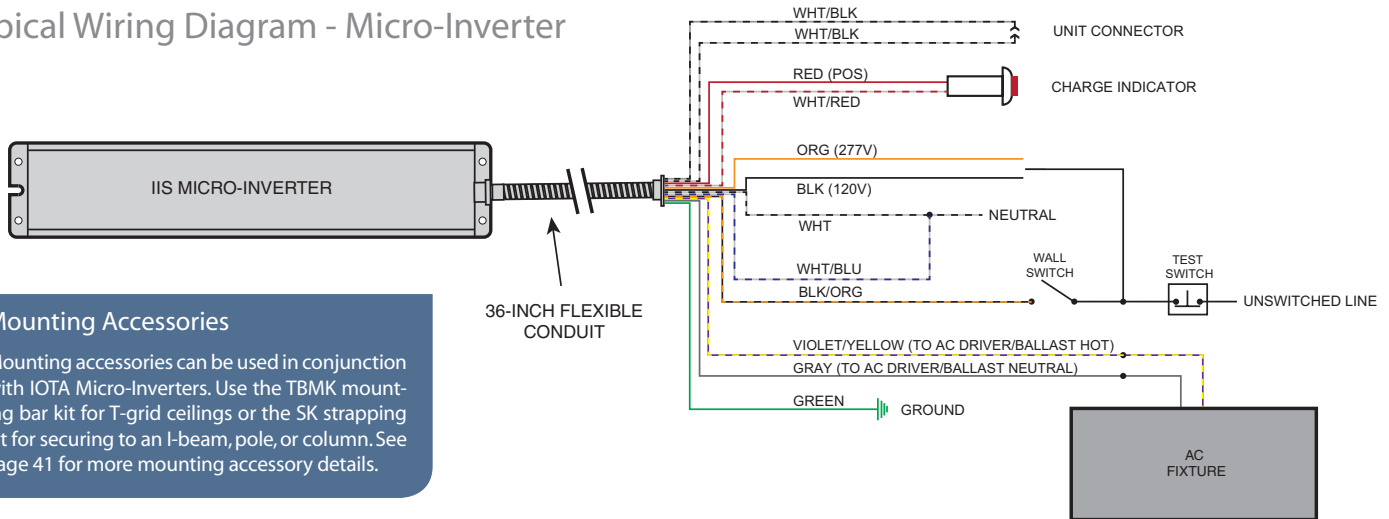 pical Wiring Diagram - Micro-Inverter
WHT/BLK
WHT/BLK
UNIT CONNECTOR
RED (POS)
WHT/RED
CHARGE INDICATOR
ORG (277V)
IIS MICRO-INVERTER
BLK (120V)
WHT
NEUTRAL
WHT/BLU
BLK/ORG
WALL
SWITCH
TEST
SWITCH
UNSWITCHED LINE
36-INCH FLEXIBLE
CONDUIT
VIOLET/YELLOW (TO AC DRIVER/BALLAST HOT)
GRAY (TO AC DRIVER/BALLAST NEUTRAL)
GREEN
GROUND
AC
FIXTURE
Mounting Accessories
Mounting accessories can be used in conjunction
with IOTA Micro-Inverters. Use the TBMK mount-
ng bar kit for T-grid ceilings or the SK strapping
t for securing to an I-beam, pole, or column. See
age 41 for more mounting accessory details.